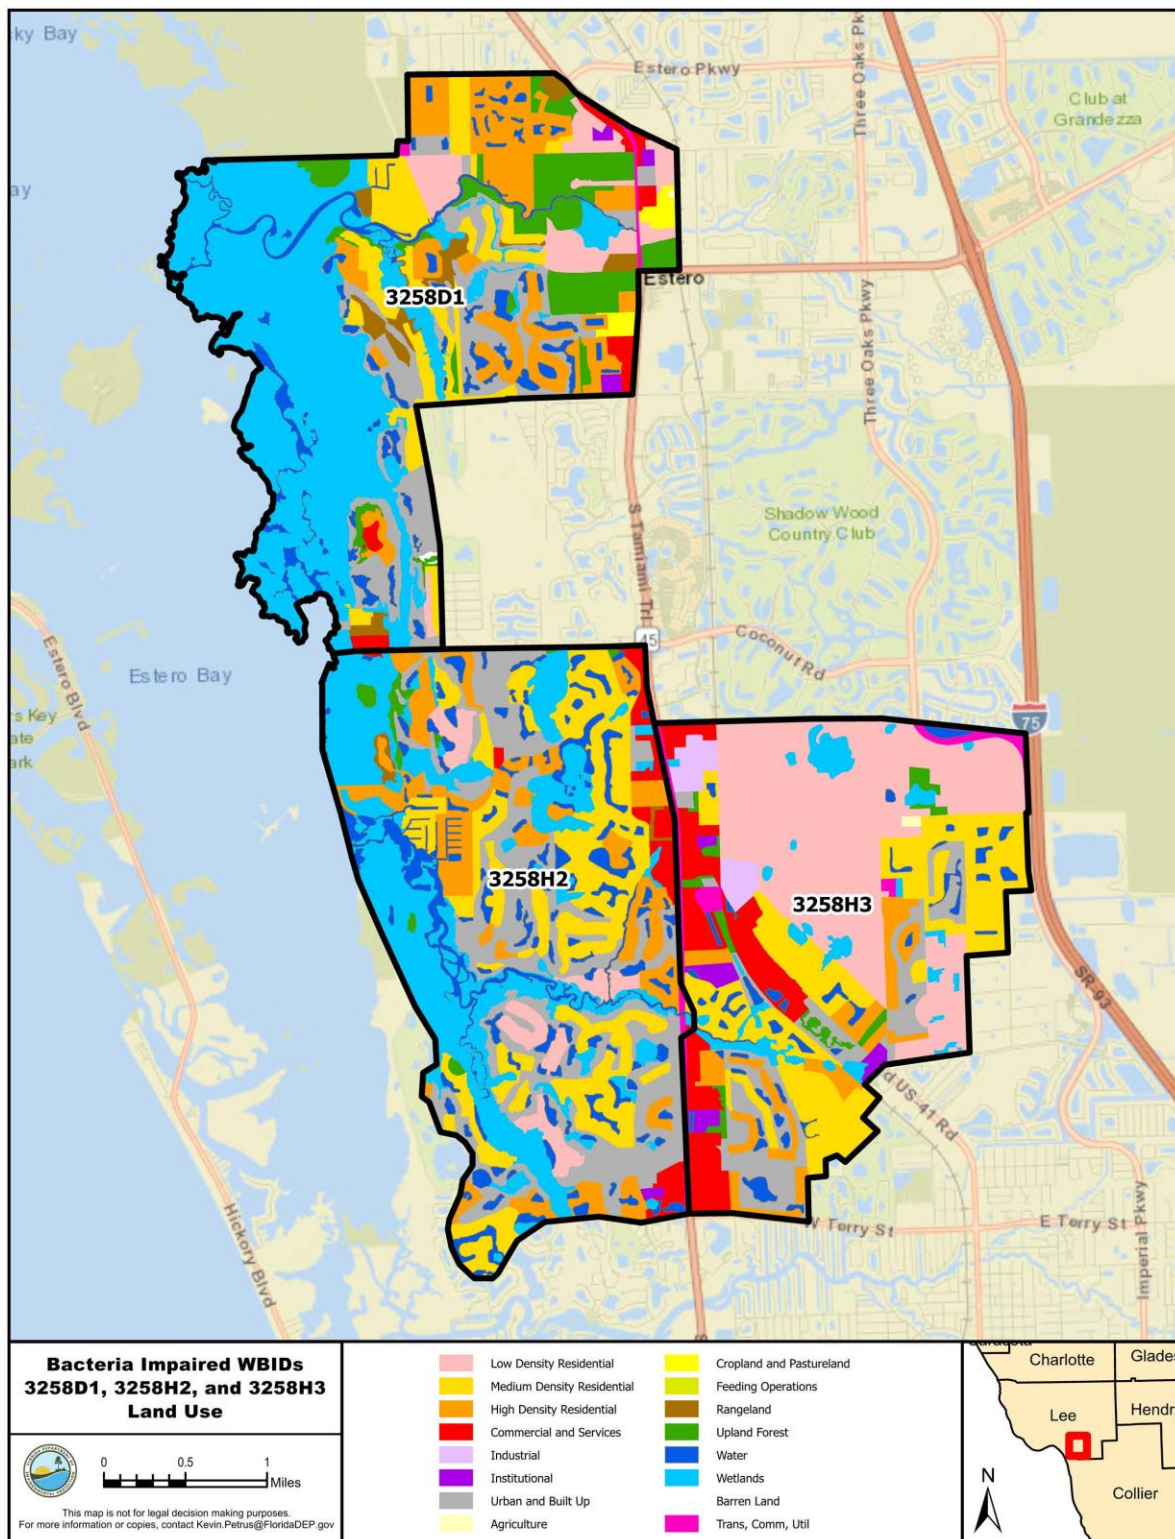 ky Bay
Estero Pkwy
Three Oaks Pk
Club at
Grandezza
ay
3258D1
Estero
Three Oaks Pkwy
Shadow Wood
Country Club
S Tamiami Trl
45
Coconut Rd
Estero Blvd
Estero Bay
rs Key
ate
ark
75
3258H2
3258H3
SR-93
d US-41 Rd
Hickory Blvd
W Terry St
E Terry St
Imperial Pkwy
S
Bacteria Impaired WBIDs
3258D1, 3258H2, and 3258H3
Land Use
0 0.5 1
Miles
This map is not for legal decision making purposes.
For more information or copies, contact Kevin.Petrus@FloridaDEP.gov
Low Density Residential
Medium Density Residential
High Density Residential
Commercial and Services
Industrial
Institutional
Urban and Built Up
Agriculture
Cropland and Pastureland
Feeding Operations
Rangeland
Upland Forest
Water
Wetlands
Barren Land
Trans, Comm, Util
Charlotte
Glades
Lee
Hendr
Collier
N